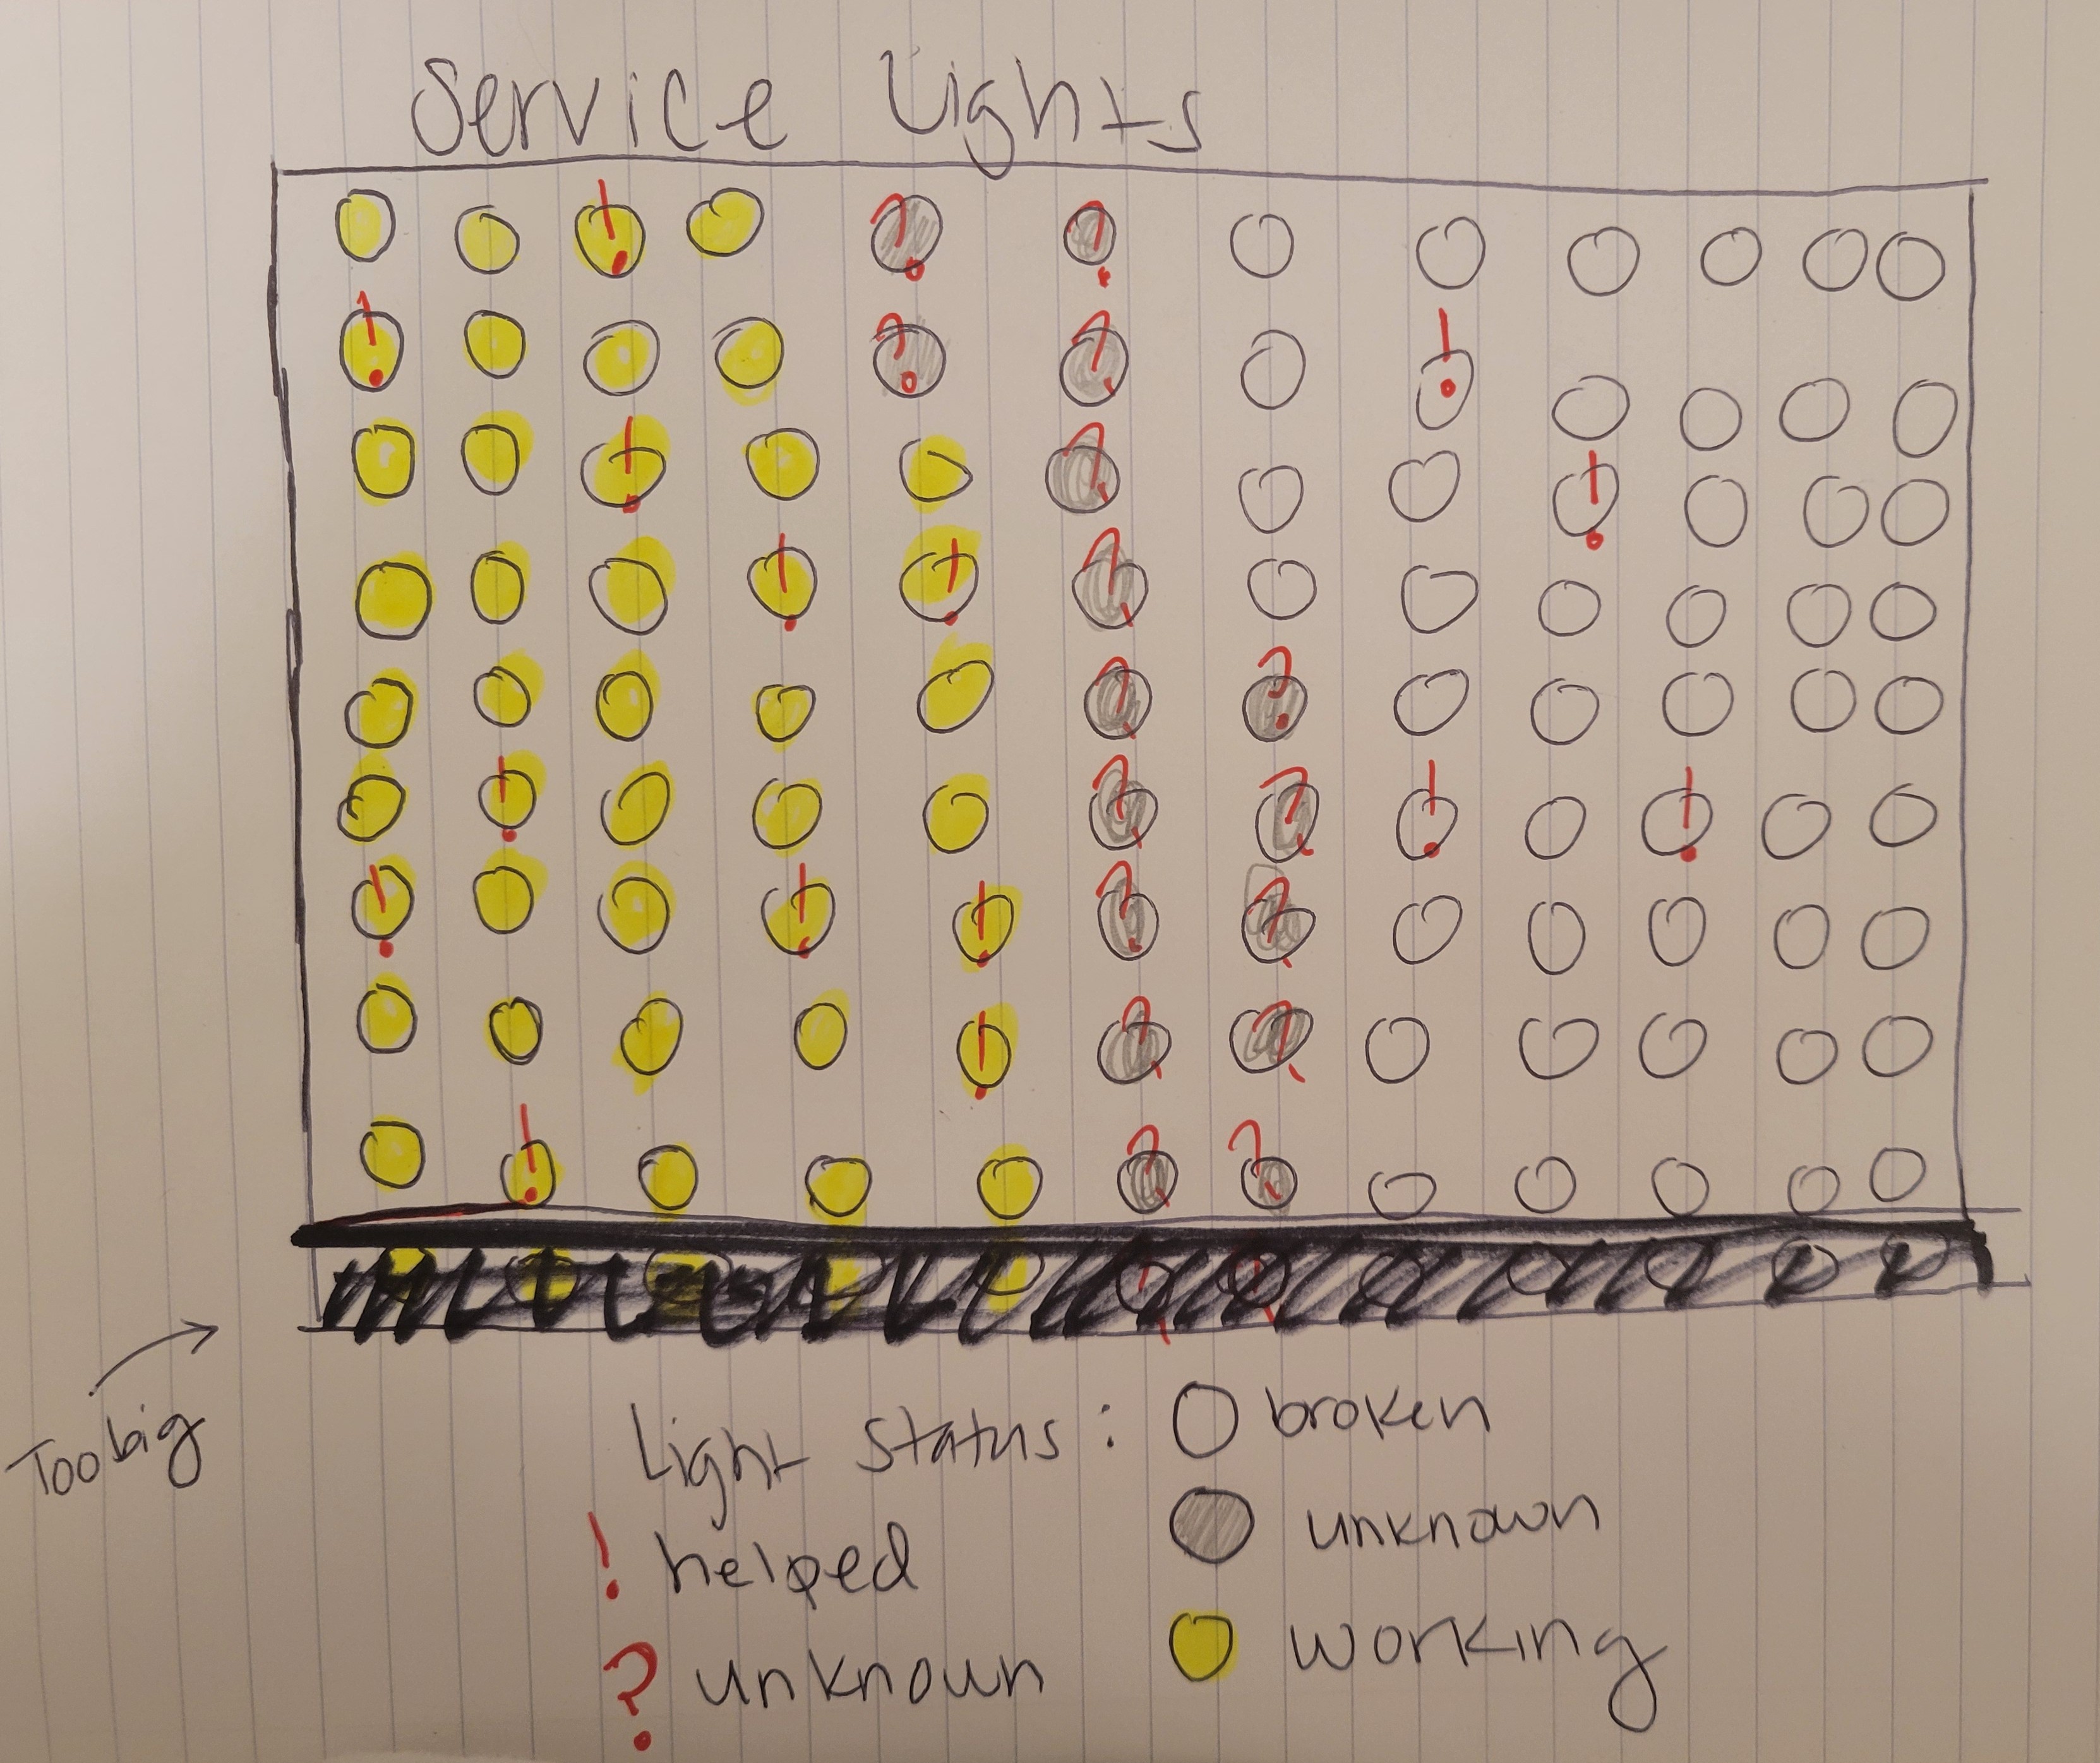 Service Lights
Too big
Light Status: broken
unknown
working
! helped
? unknown